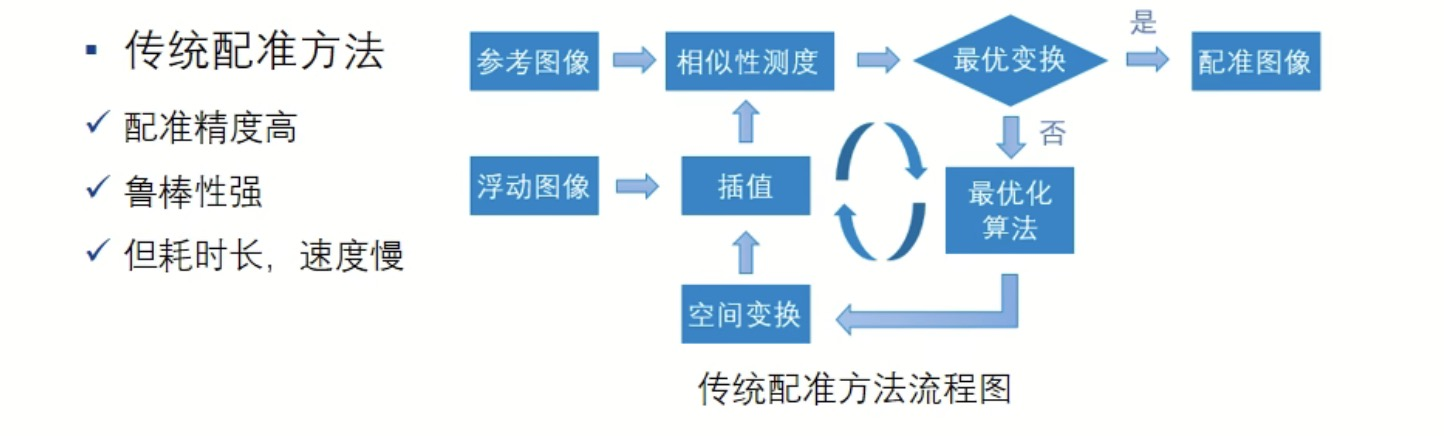 传统配准方法
配准精度高
鲁棒性强
但耗时长，速度慢
参考图像
相似性测度
最优变换
是
配准图像
否
浮动图像
插值
最优化
算法
空间变换
传统配准方法流程图